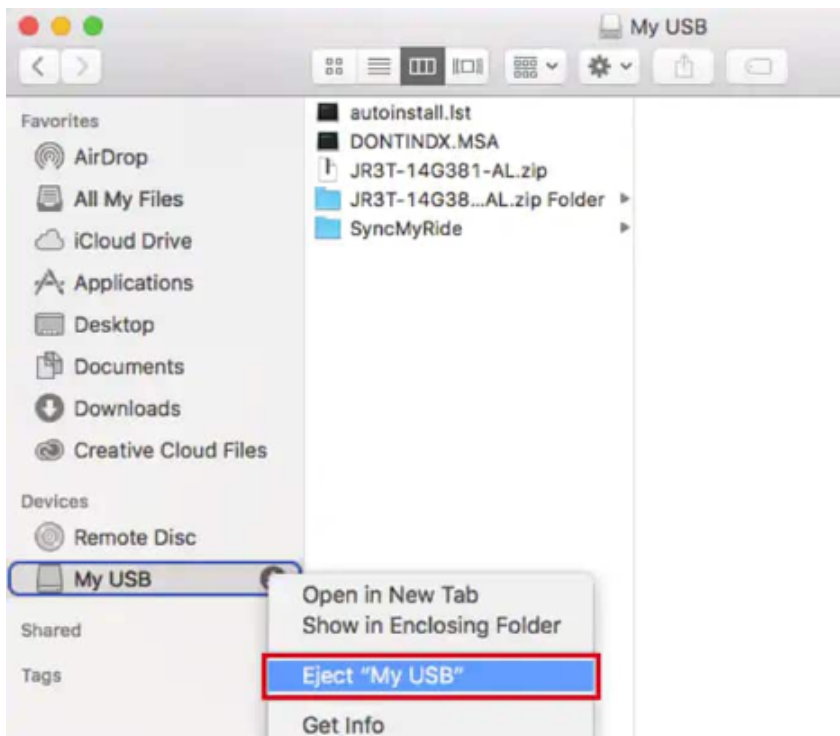 My USB
Favorites
AirDrop
All My Files
iCloud Drive
Applications
Desktop
Documents
Downloads
Creative Cloud Files
Devices
Remote Disc
My USB
Shared
Tags
autoinstall.lst
DONTINDX.MSA
JR3T-14G381-AL.zip
JR3T-14G38...AL.zip Folder
SyncMyRide
Open in New Tab
Show in Enclosing Folder
Eject “My USB”
Get Info